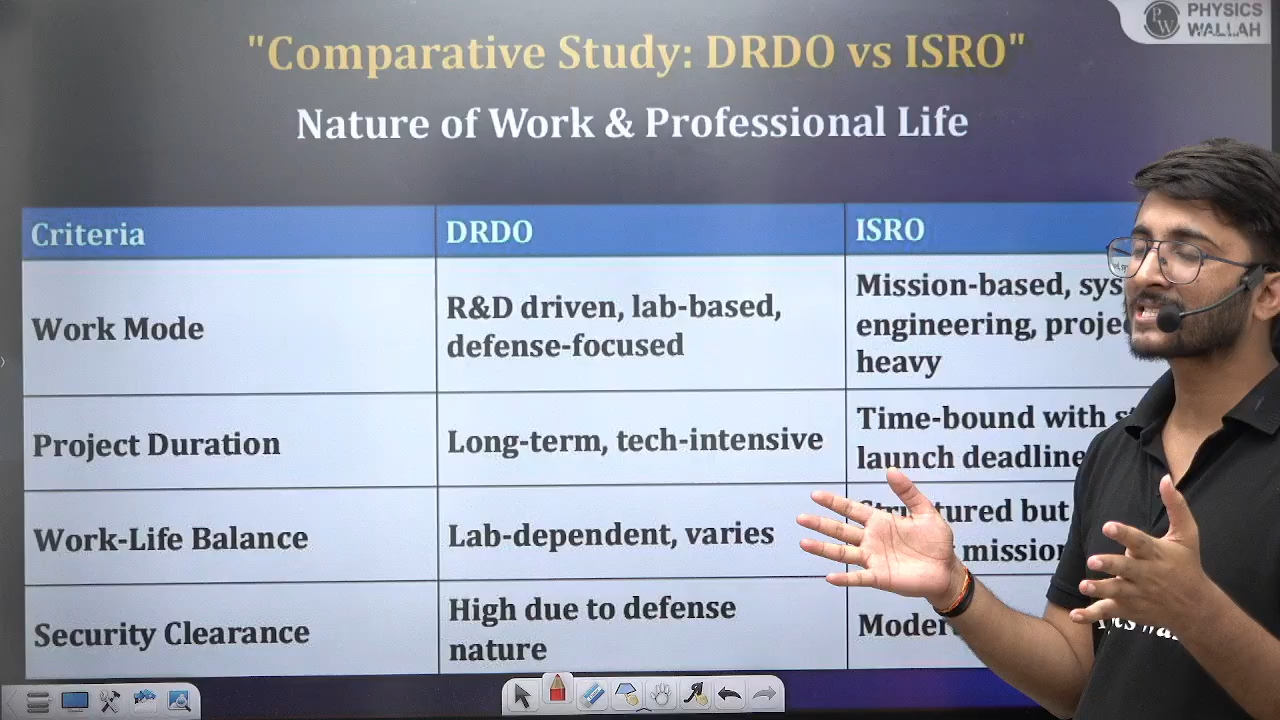 PHYSICS
WALLAH
"Comparative Study: DRDO vs ISRO"
Nature of Work & Professional Life
Criteria
DRDO
ISRO
Work Mode
R&D driven, lab-based,
defense-focused
Mission-based,
engineering,
heavy
Project Duration
Long-term, tech-intensive
Time-bound with
launch
Work-Life Balance
Lab-dependent, varies
but
Security Clearance
High due to defense
nature